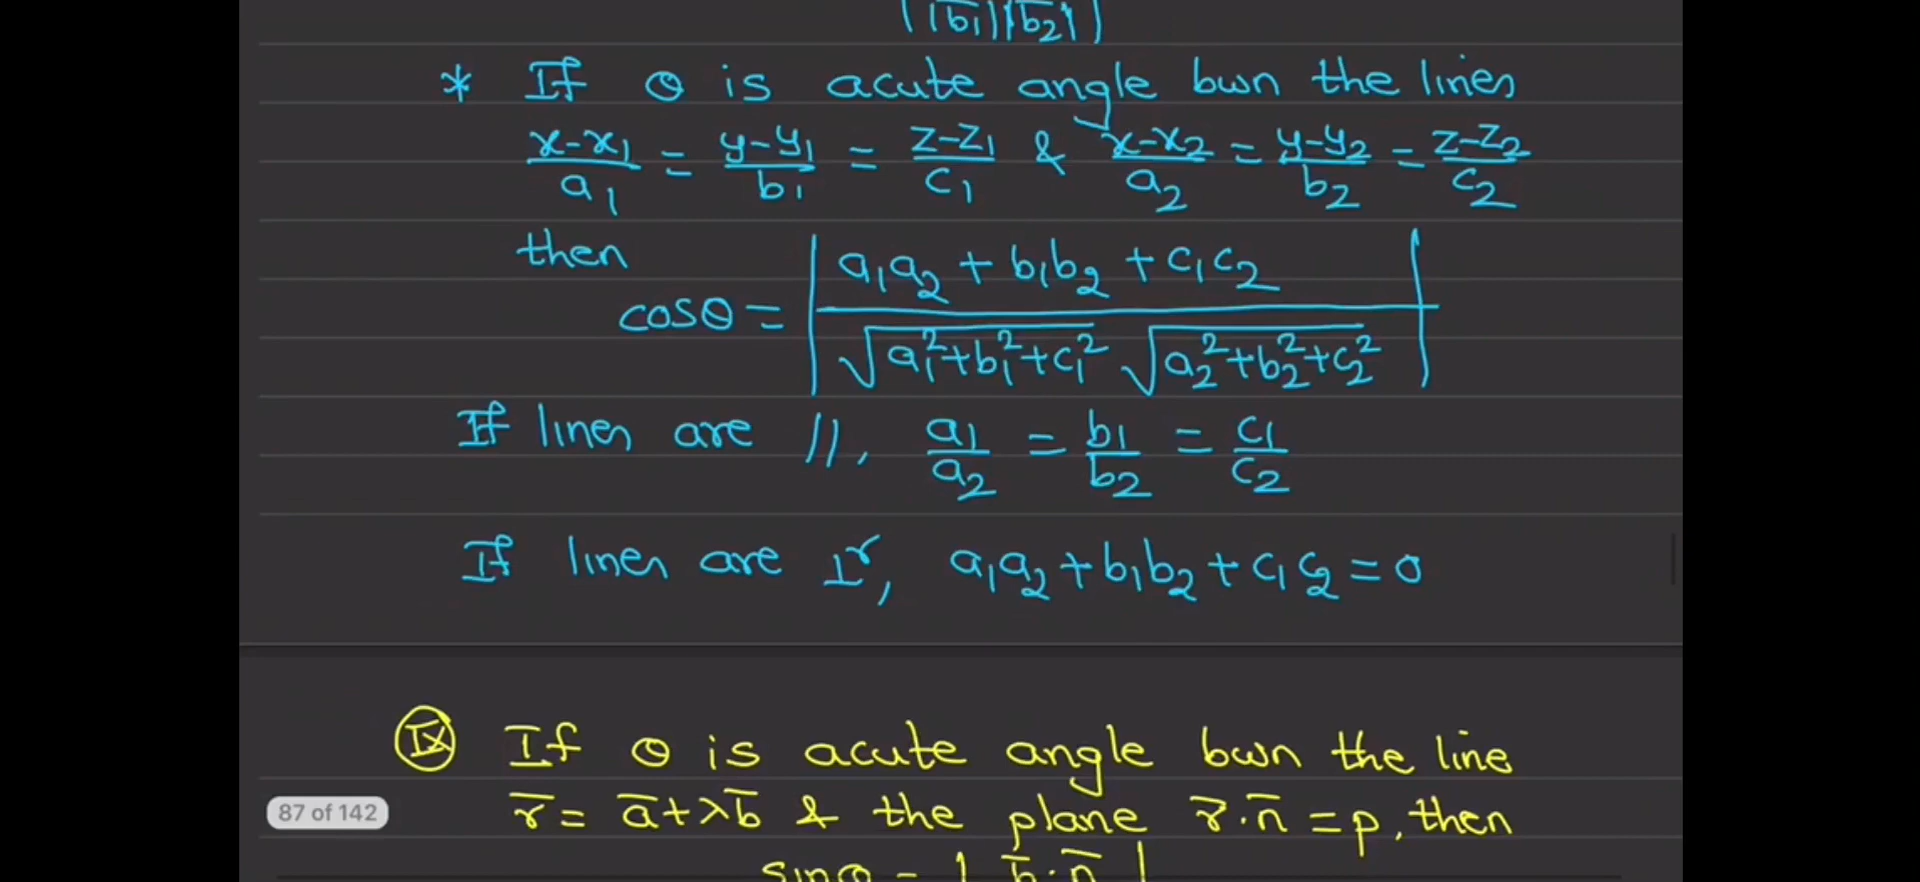 ||b̄₁||b̄₂||
* If θ is acute angle bwn the lines
(x-x₁)/a₁ = (y-y₁)/b₁ = (z-z₁)/c₁ & (x-x₂)/a₂ = (y-y₂)/b₂ = (z-z₂)/c₂
then
cosθ = |(a₁a₂ + b₁b₂ + c₁c₂)/(√(a₁²+b₁²+c₁²) √(a₂²+b₂²+c₂²))|
If lines are //, a₁/a₂ = b₁/b₂ = c₁/c₂
If lines are ⊥r, a₁a₂+b₁b₂+c₁c₂=0
IX If θ is acute angle bwn the line
r̄ = ā+λb̄ & the plane r̄.n̄ = p, then
87 of 142
sinθ = | b̄.n̄ |